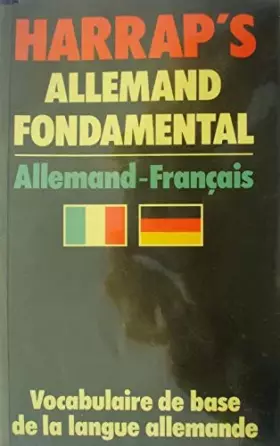 HARRAP'S
ALLEMAND
FONDAMENTAL
Allemand-Français
Vocabulaire de base
de la langue allemande